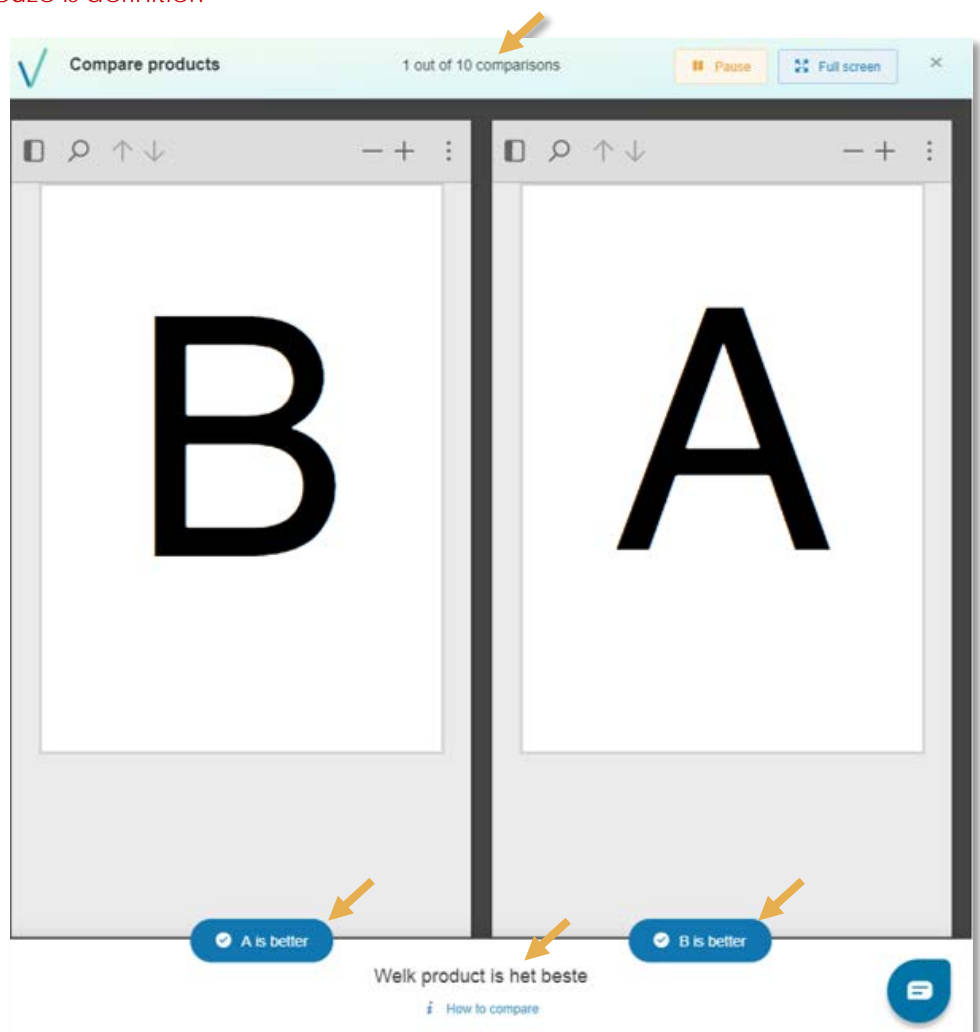 Compare products
1 out of 10 comparisons
Pause
Full screen
B
A
A is better
B is better
Welk product is het beste
i How to compare